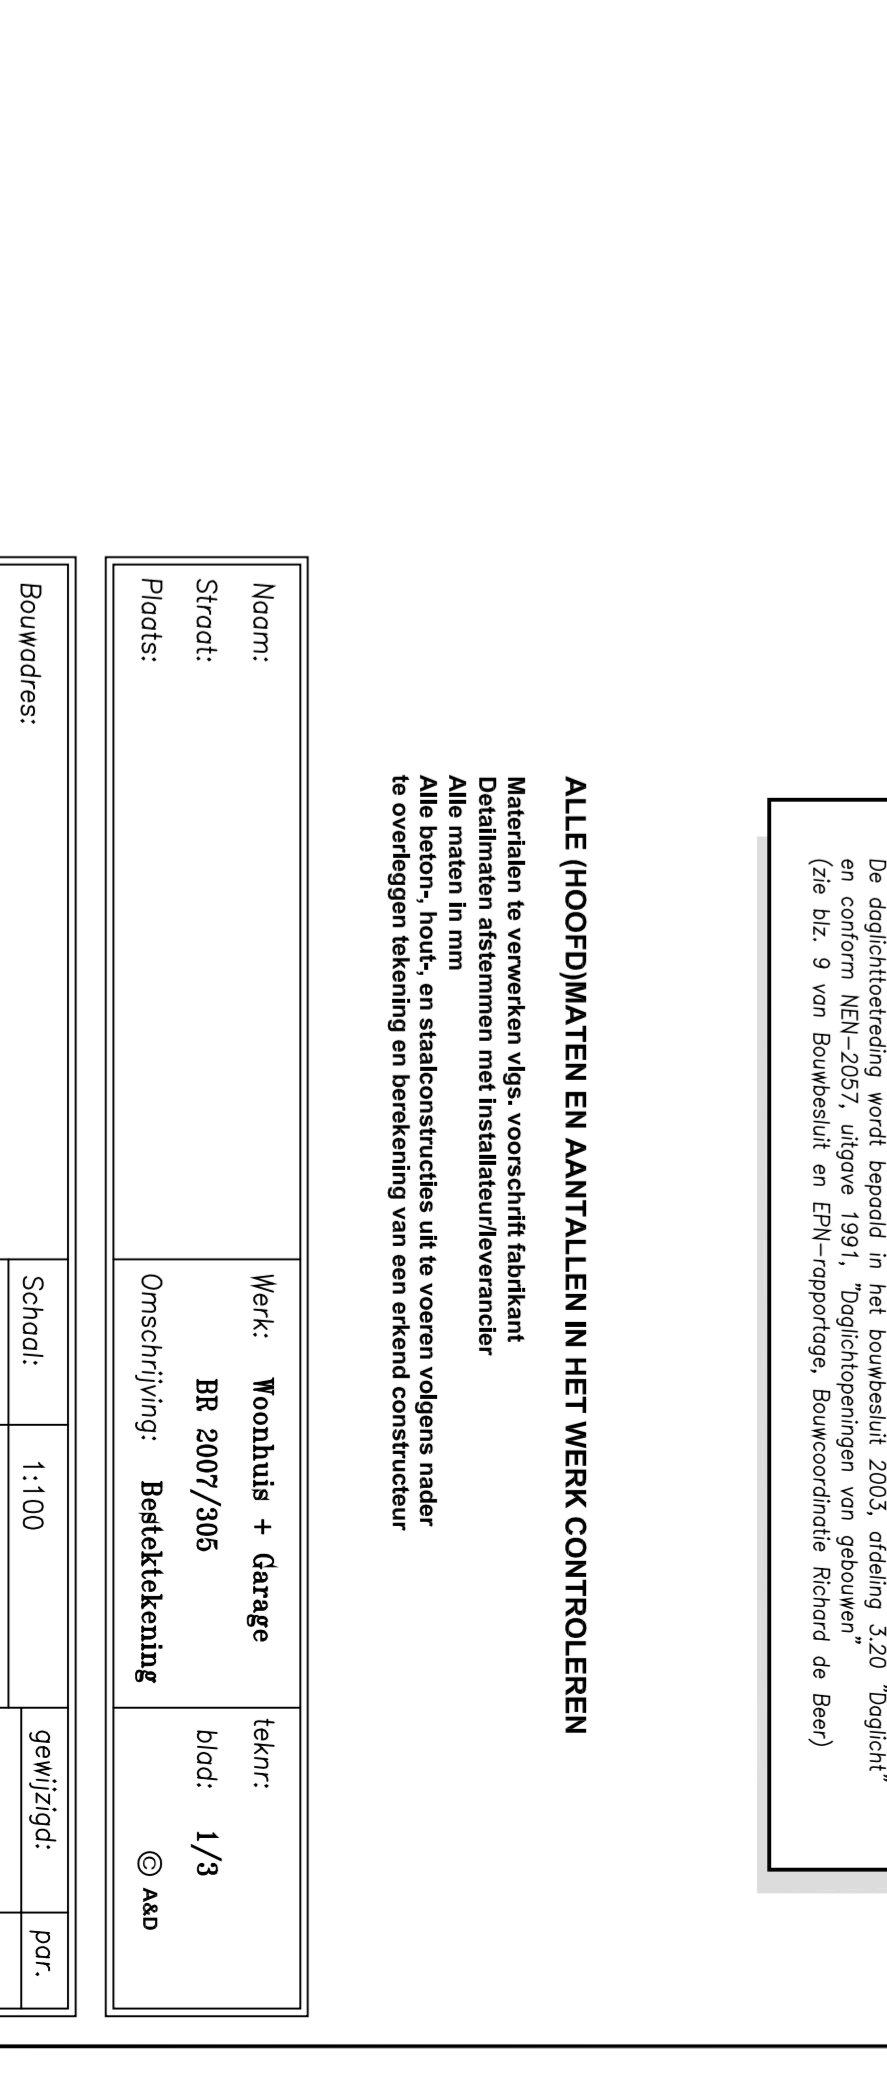 De daglichttoetreding wordt bepaald in het bouwbesluit 2003, afdeling 3.20 "Daglicht"
en conform NEN-2057, uitgave 1991, "Daglichtopeningen van gebouwen"
(zie blz. 9 van Bouwbesluit en EPN-rapportage, Bouwcoordinatie Richard de Beer)
ALLE (HOOFD)MATEN EN AANTALLEN IN HET WERK CONTROLEREN
Materialen te verwerken vlgs. voorschrift fabrikant
Detailmaten afstemmen met installateur/leverancier
Alle maten in mm
Alle beton-, hout-, en staalconstructies uit te voeren volgens nader
te overleggen tekening en berekening van een erkend constructeur
Naam:
Straat:
Plaats:
Werk: Woonhuis + Garage
BR 2007/305
Omschrijving: Bestektekening
teknr:
blad: 1/3
© A&D
Bouwadres:
Schaal: 1:100
gewijzigd: par.